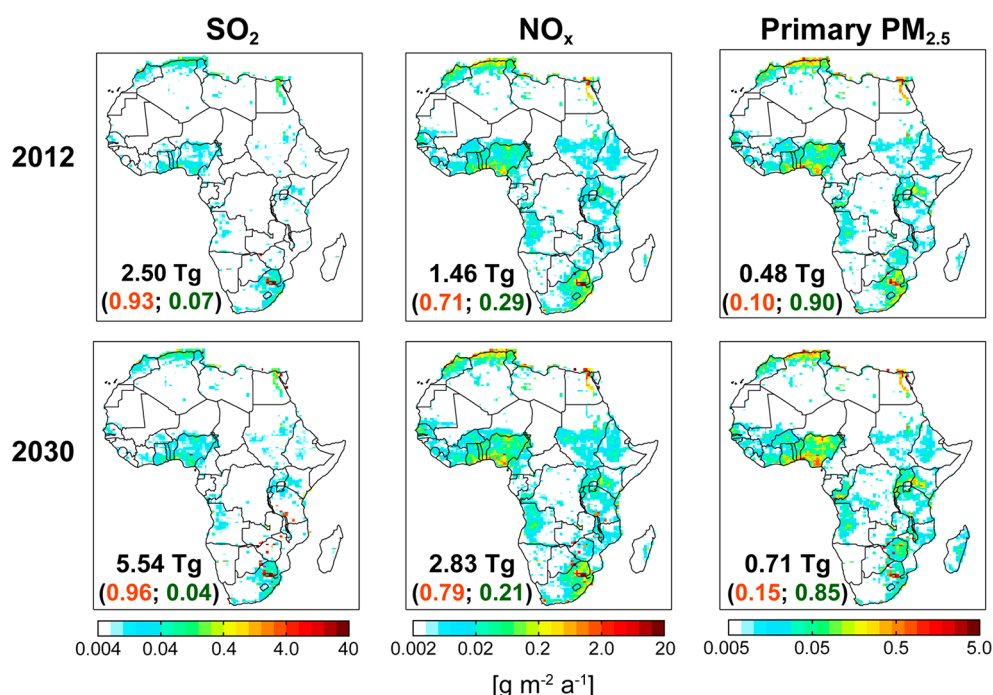 SO2 NOx Primary PM2.5
2012
2.50 Tg
(0.93; 0.07)
1.46 Tg
(0.71; 0.29)
0.48 Tg
(0.10; 0.90)
2030
5.54 Tg
(0.96; 0.04)
2.83 Tg
(0.79; 0.21)
0.71 Tg
(0.15; 0.85)
0.004 0.04 0.4 4.0 40
0.002 0.02 0.2 2.0 20
0.005 0.05 0.5 5.0
[g m-2 a-1]